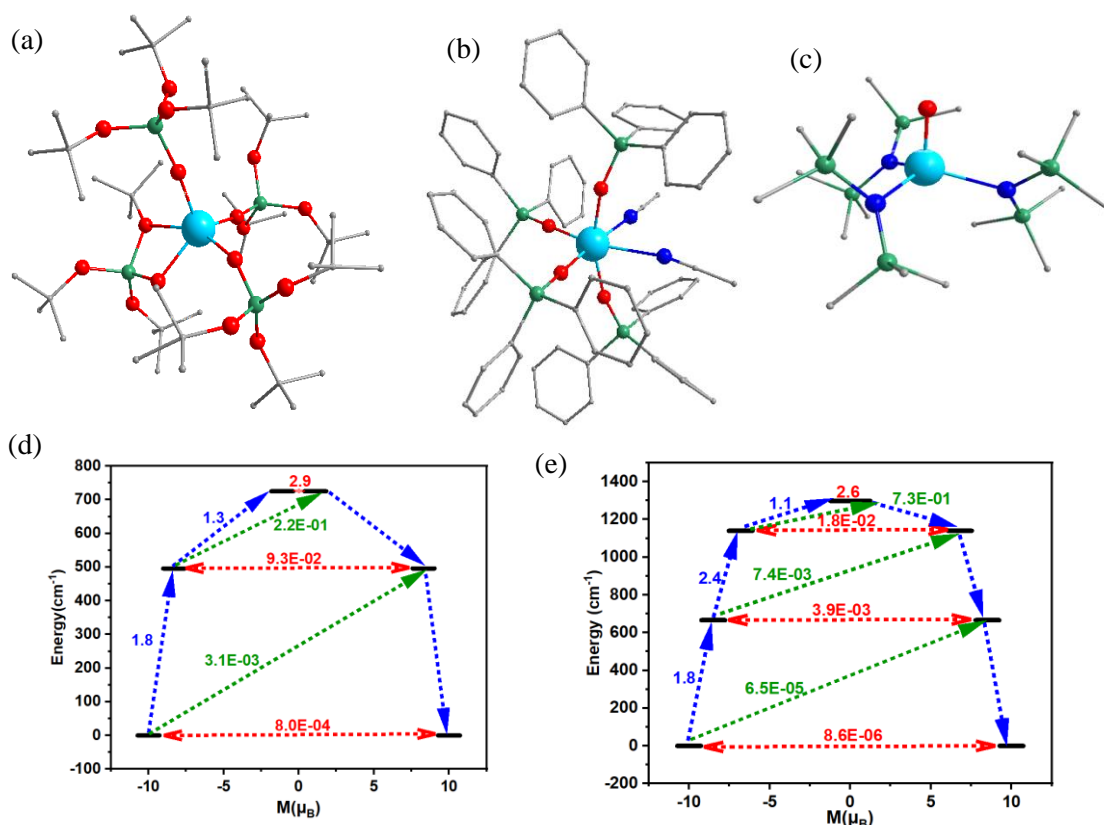 (a)
(b)
(c)
(d)
800
700
600
500
400
300
200
100
0
-100
Energy(cm⁻¹)
2.9
1.3
2.2E-01
9.3E-02
1.8
3.1E-03
8.0E-04
-10
-5
0
5
10
M(μ_B)
(e)
1400
1200
1000
800
600
400
200
0
-200
Energy (cm⁻¹)
2.6
1.1
7.3E-01
1.8E-02
2.4
7.4E-03
3.9E-03
1.8
6.5E-05
8.6E-06
-10
-5
0
5
10
M(μ_B)